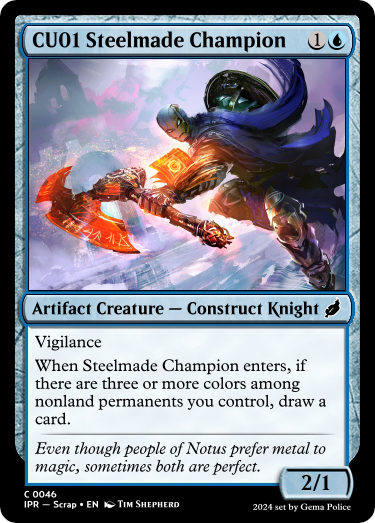 CU01 Steelmade Champion 1
Artifact Creature — Construct Knight
Vigilance
When Steelmade Champion enters, if
there are three or more colors among
nonland permanents you control, draw a
card.
Even though people of Notus prefer metal to
magic, sometimes both are perfect.
2/1
C 0046
IPR — Scrap • EN Tim Shepherd
2024 set by Gema Police